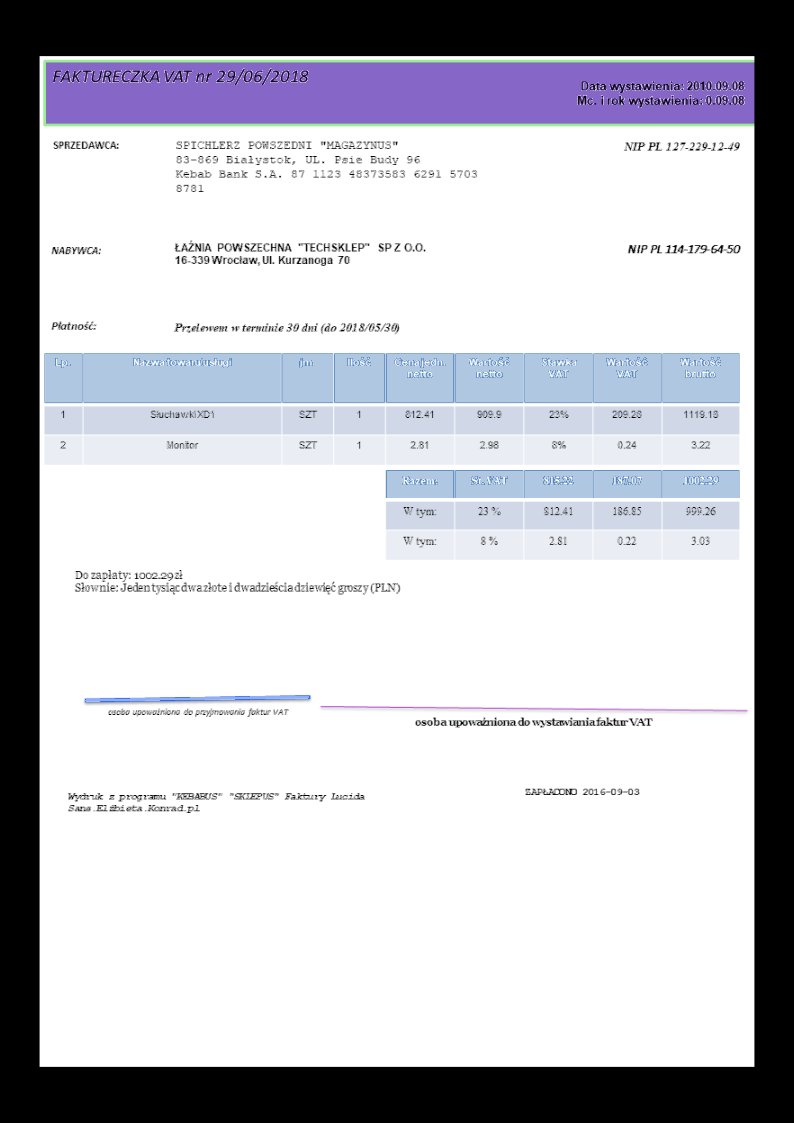 FAKTURECZKA VAT nr 29/06/2018
Data wystawienia: 2010.09.08
Mc. i rok wystawienia: 0.09.08
SPRZEDAWCA:
SPICHLERZ POWSZEDNI "MAGAZYNUS"
83-869 Białystok, UL. Psie Budy 96
Kebab Bank S.A. 87 1123 48373583 6291 5703
8781
NIP PL 127-229-12-49
NABYWCA:
ŁAŹNIA POWSZECHNA "TECHSKLEP" SP Z O.O.
16-339 Wrocław, Ul. Kurzanoga 70
NIP PL 114-179-64-50
Płatność:
Przelewem w terminie 30 dni (do 2018/05/30)
Lp. Nazwa towaru/usługi jm Ilość Cena jedn. netto Wartość netto Stawka VAT Wartość VAT Wartość brutto
1 Słuchawki XD1 SZT 1 812.41 909.9 23% 209.28 1119.18
2 Monitor SZT 1 2.81 2.98 8% 0.24 3.22
Razem: St. VAT 815.22 187.07 1002.29
W tym: 23 % 812.41 186.85 999.26
W tym: 8 % 2.81 0.22 3.03
Do zapłaty: 1002.29 zł
Słownie: Jeden tysiąc dwa złote i dwadzieścia dziewięć groszy (PLN)
osoba upoważniona do przyjmowania faktur VAT
osoba upoważniona do wystawiania faktur VAT
Wydruk z programu "KEBABUS" "SKLEPUS" Faktury Lucida
Sans.Elżbieta.Konrad.pl
ZAPŁACONO 2016-09-03